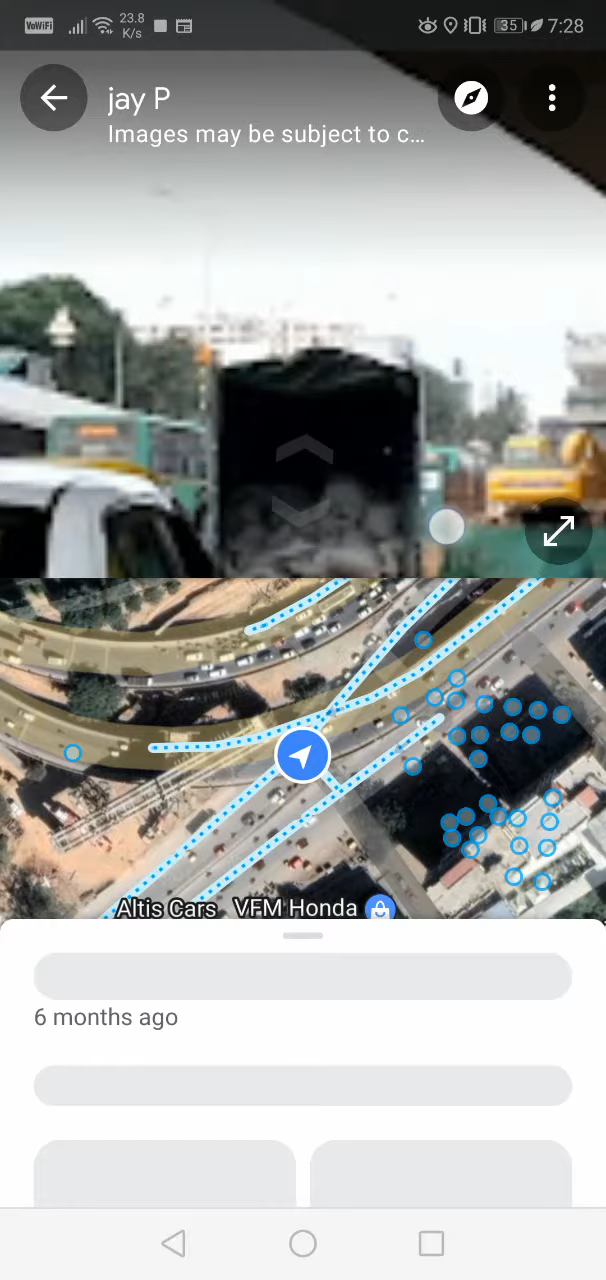 VoWiFi 23.8 K/s 35 7:28
jay P
Images may be subject to c...
Altis Cars VFM Honda
6 months ago